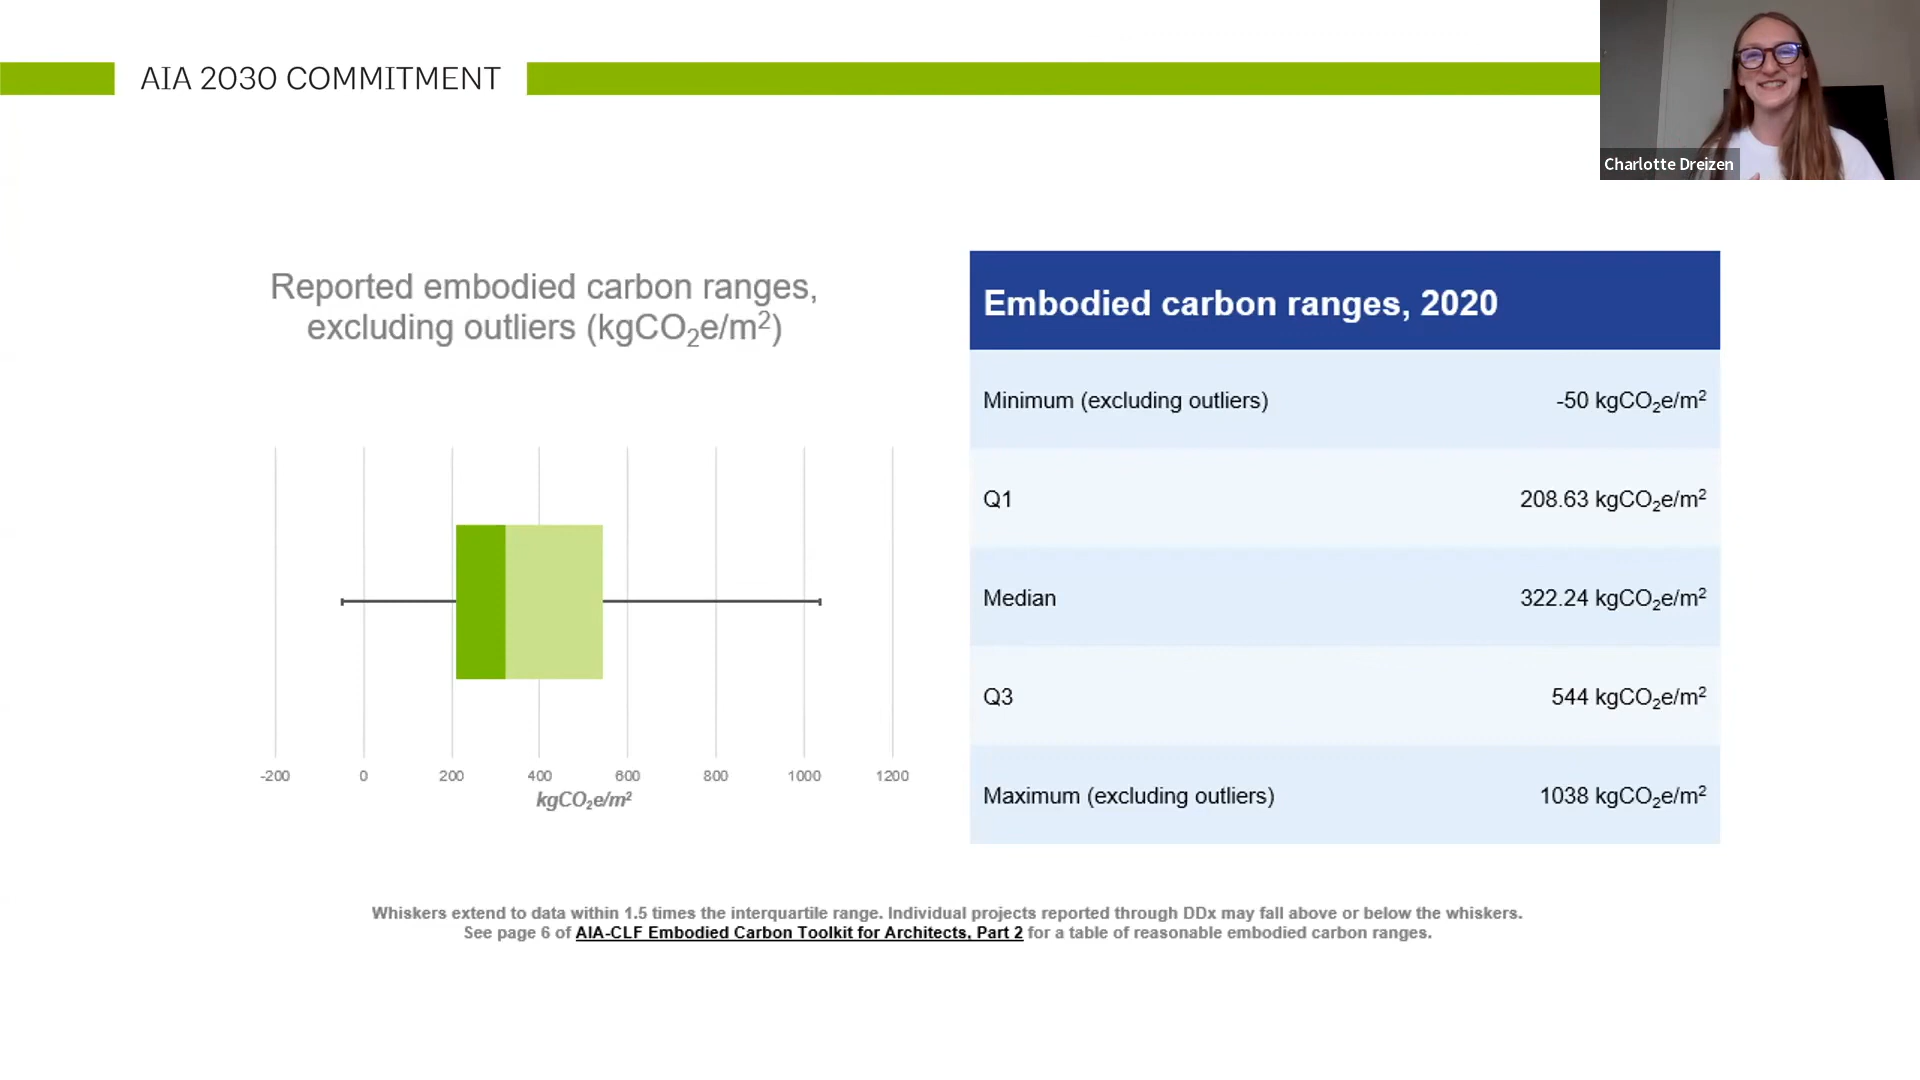 AIA 2030 COMMITMENT
Charlotte Dreizen
Reported embodied carbon ranges,
excluding outliers (kgCO₂e/m²)
-200 0 200 400 600 800 1000 1200
kgCO₂e/m²
Embodied carbon ranges, 2020
Minimum (excluding outliers) -50 kgCO₂e/m²
Q1 208.63 kgCO₂e/m²
Median 322.24 kgCO₂e/m²
Q3 544 kgCO₂e/m²
Maximum (excluding outliers) 1038 kgCO₂e/m²
Whiskers extend to data within 1.5 times the interquartile range. Individual projects reported through DDx may fall above or below the whiskers.
See page 6 of AIA-CLF Embodied Carbon Toolkit for Architects, Part 2 for a table of reasonable embodied carbon ranges.